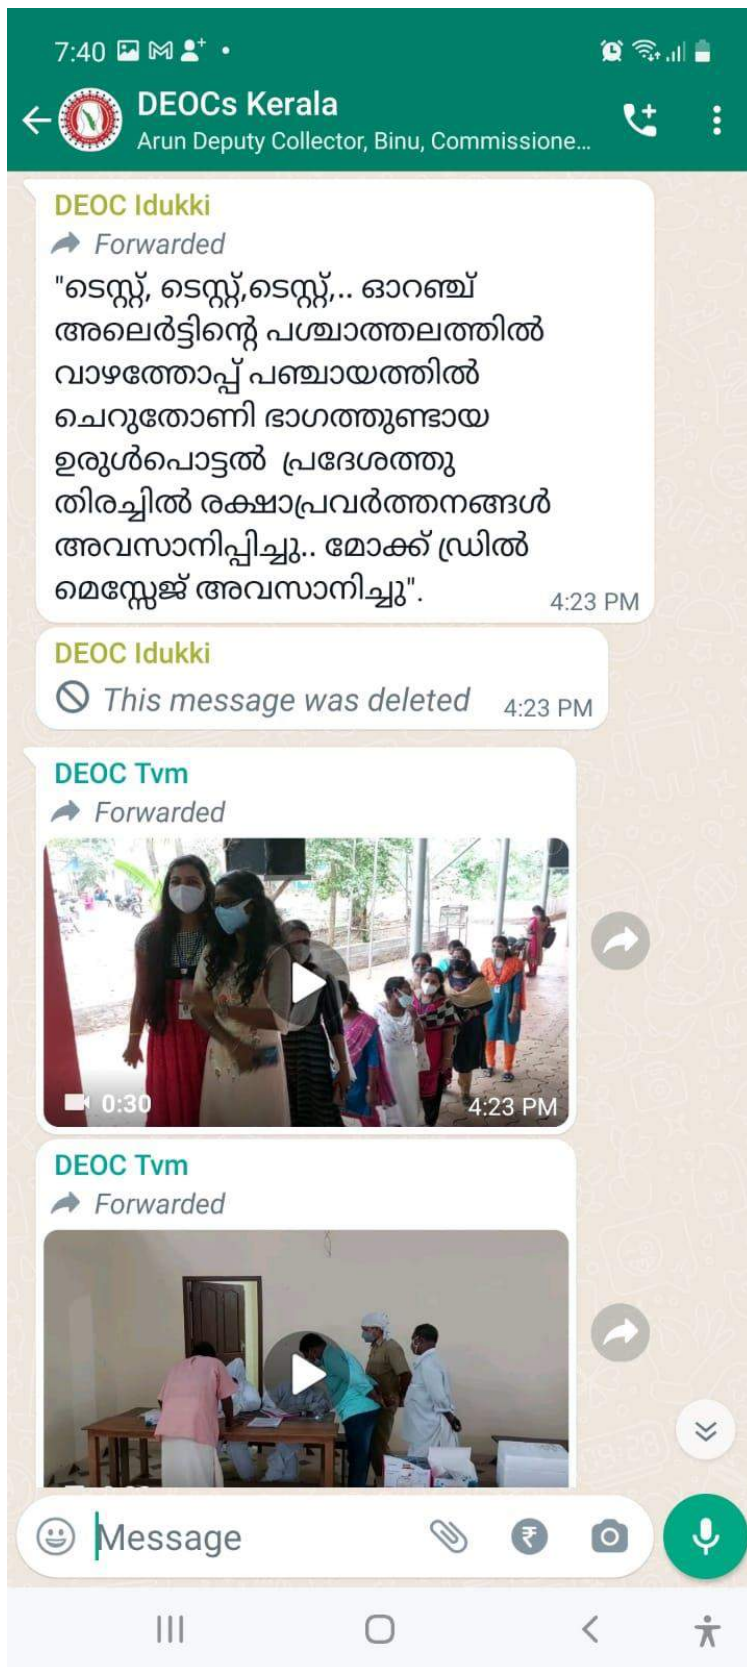 7:40
DEOCs Kerala
Arun Deputy Collector, Binu, Commissione...
DEOC Idukki
Forwarded
"ടെസ്റ്റ്, ടെസ്റ്റ്,ടെസ്റ്റ്,.. ഓറഞ്ച്
അലെർട്ടിന്റെ പശ്ചാത്തലത്തിൽ
വാഴത്തോപ്പ് പഞ്ചായത്തിൽ
ചെറുതോണി ഭാഗത്തുണ്ടായ
ഉരുൾപൊട്ടൽ പ്രദേശത്തു
തിരച്ചിൽ രക്ഷാപ്രവർത്തനങ്ങൾ
അവസാനിപ്പിച്ചു.. മോക്ക് ഡ്രിൽ
മെസ്സേജ് അവസാനിച്ചു".
4:23 PM
DEOC Idukki
This message was deleted 4:23 PM
DEOC Tvm
Forwarded
0:30 4:23 PM
DEOC Tvm
Forwarded
Message